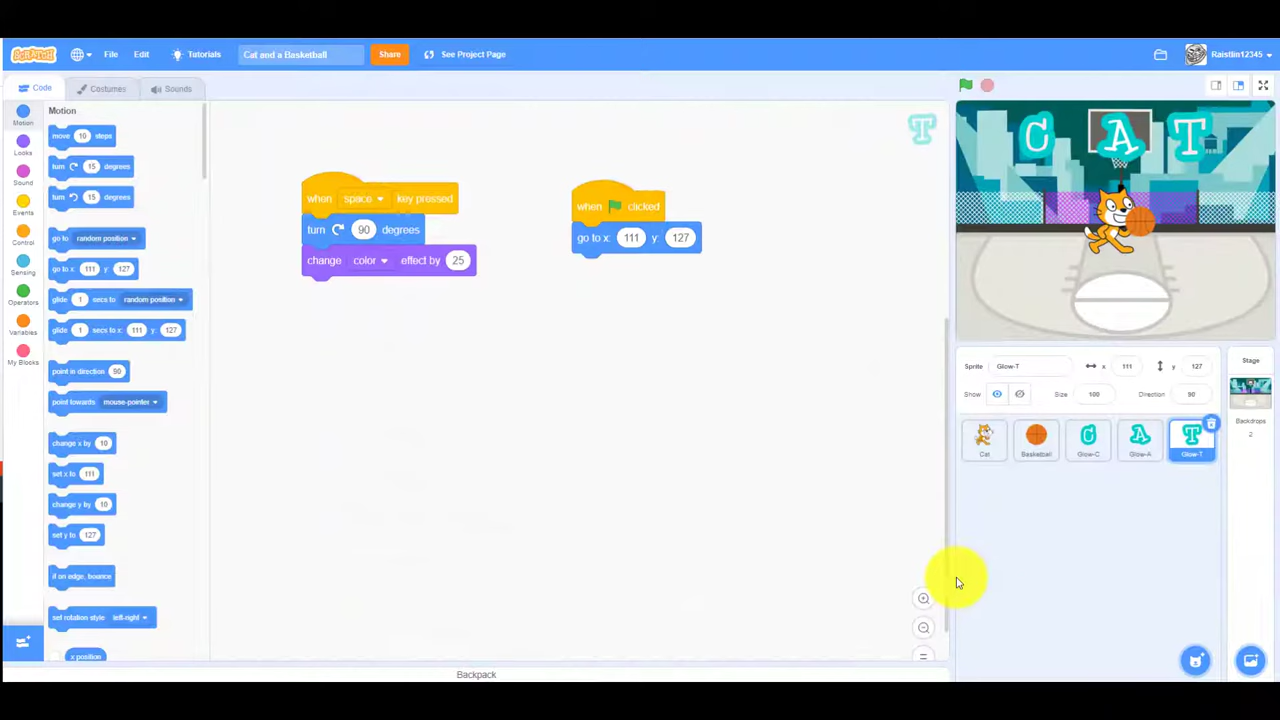 SCRATCH File Edit Tutorials Cat and a Basketball Share See Project Page Raistlin12345
Code Costumes Sounds
Motion
Looks
Sound
Events
Control
Sensing
Operators
Variables
My Blocks
Motion
move 10 steps
turn 15 degrees
turn 15 degrees
go to random position
go to x: 111 y: 127
glide 1 secs to random position
glide 1 secs to x: 111 y: 127
point in direction 90
point towards mouse-pointer
change x by 10
set x to 111
change y by 10
set y to 127
if on edge, bounce
set rotation style left-right
x position
when space key pressed
turn 90 degrees
change color effect by 25
when clicked
go to x: 111 y: 127
T
C A T
Sprite Glow-T x 111 y 127
Show Size 100 Direction 90
Cat Basketball Glow-C Glow-A Glow-T
C A T
Stage
Backdrops
2
Backpack